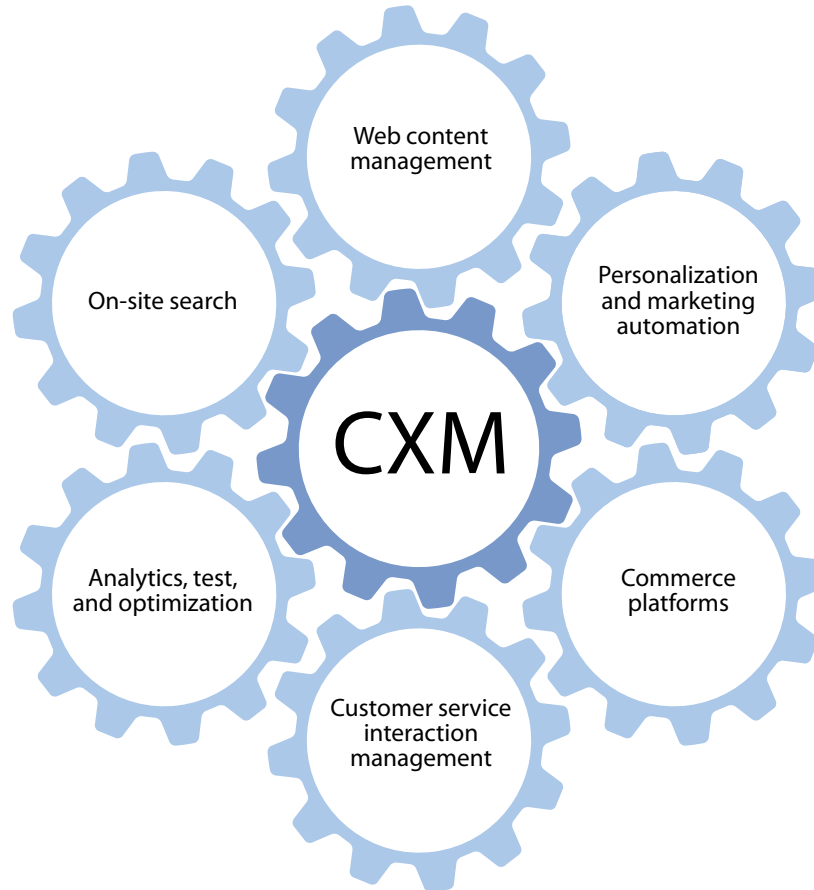 Web content
management
Personalization
and marketing
automation
On-site search
CXM
Analytics, test,
and optimization
Commerce
platforms
Customer service
interaction
management